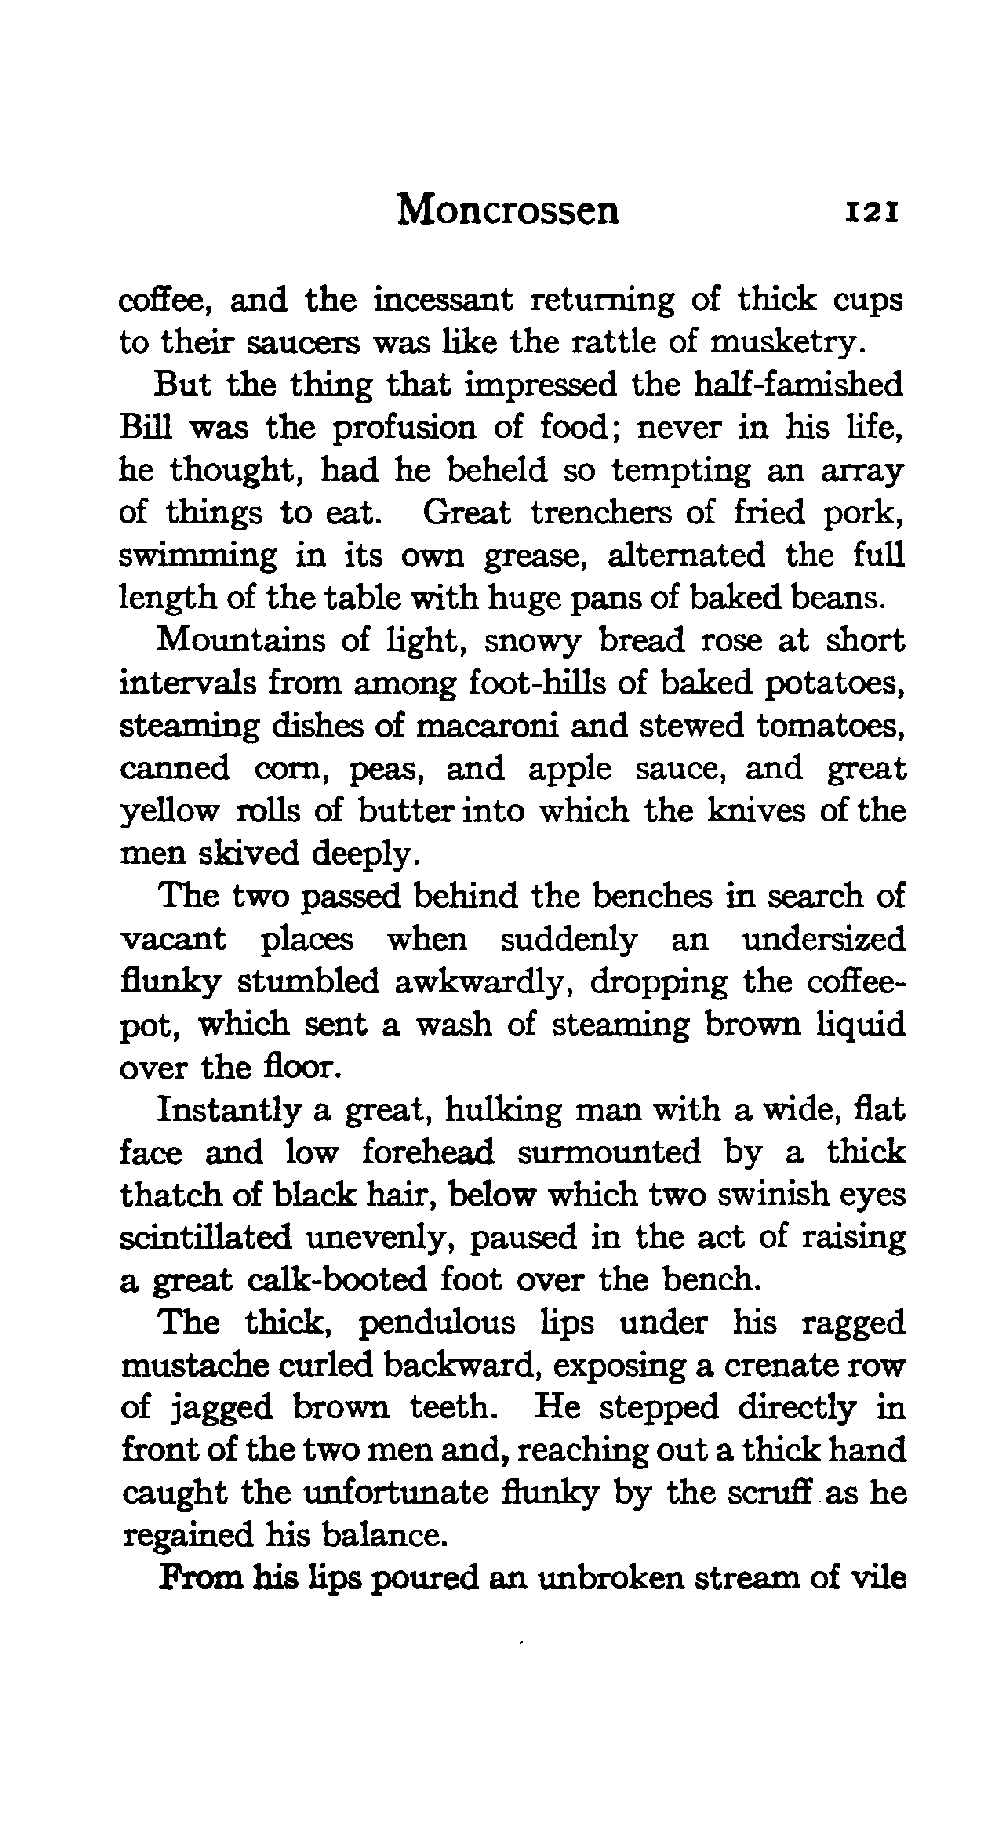 Moncrossen 121
coffee, and the incessant returning of thick cups
to their saucers was like the rattle of musketry.
But the thing that impressed the half-famished
Bill was the profusion of food; never in his life,
he thought, had he beheld so tempting an array
of things to eat. Great trenchers of fried pork,
swimming in its own grease, alternated the full
length of the table with huge pans of baked beans.
Mountains of light, snowy bread rose at short
intervals from among foot-hills of baked potatoes,
steaming dishes of macaroni and stewed tomatoes,
canned corn, peas, and apple sauce, and great
yellow rolls of butter into which the knives of the
men skived deeply.
The two passed behind the benches in search of
vacant places when suddenly an undersized
flunky stumbled awkwardly, dropping the coffee-
pot, which sent a wash of steaming brown liquid
over the floor.
Instantly a great, hulking man with a wide, flat
face and low forehead surmounted by a thick
thatch of black hair, below which two swinish eyes
scintillated unevenly, paused in the act of raising
a great calk-booted foot over the bench.
The thick, pendulous lips under his ragged
mustache curled backward, exposing a crenate row
of jagged brown teeth. He stepped directly in
front of the two men and, reaching out a thick hand
caught the unfortunate flunky by the scruff as he
regained his balance.
From his lips poured an unbroken stream of vile